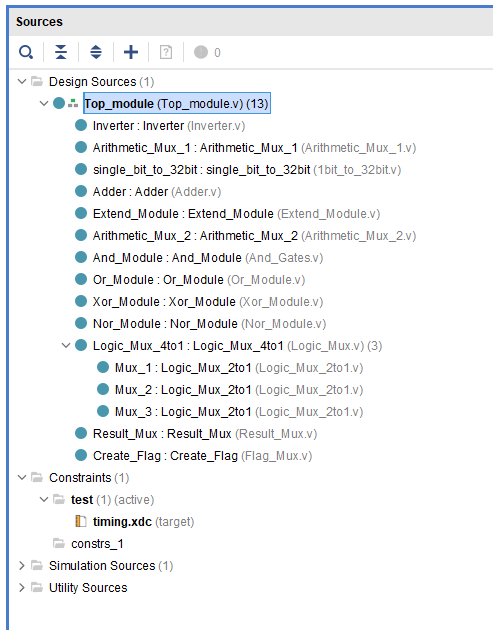 Sources
0
Design Sources (1)
Top_module (Top_module.v) (13)
Inverter : Inverter (Inverter.v)
Arithmetic_Mux_1 : Arithmetic_Mux_1 (Arithmetic_Mux_1.v)
single_bit_to_32bit : single_bit_to_32bit (1bit_to_32bit.v)
Adder : Adder (Adder.v)
Extend_Module : Extend_Module (Extend_Module.v)
Arithmetic_Mux_2 : Arithmetic_Mux_2 (Arithmetic_Mux_2.v)
And_Module : And_Module (And_Gates.v)
Or_Module : Or_Module (Or_Module.v)
Xor_Module : Xor_Module (Xor_Module.v)
Nor_Module : Nor_Module (Nor_Module.v)
Logic_Mux_4to1 : Logic_Mux_4to1 (Logic_Mux.v) (3)
Mux_1 : Logic_Mux_2to1 (Logic_Mux_2to1.v)
Mux_2 : Logic_Mux_2to1 (Logic_Mux_2to1.v)
Mux_3 : Logic_Mux_2to1 (Logic_Mux_2to1.v)
Result_Mux : Result_Mux (Result_Mux.v)
Create_Flag : Create_Flag (Flag_Mux.v)
Constraints (1)
test (1) (active)
timing.xdc (target)
constrs_1
Simulation Sources (1)
Utility Sources